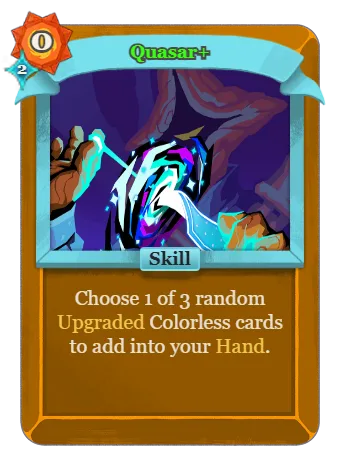 0
Quasar+
2
Skill
Choose 1 of 3 random
Upgraded Colorless cards
to add into your Hand.